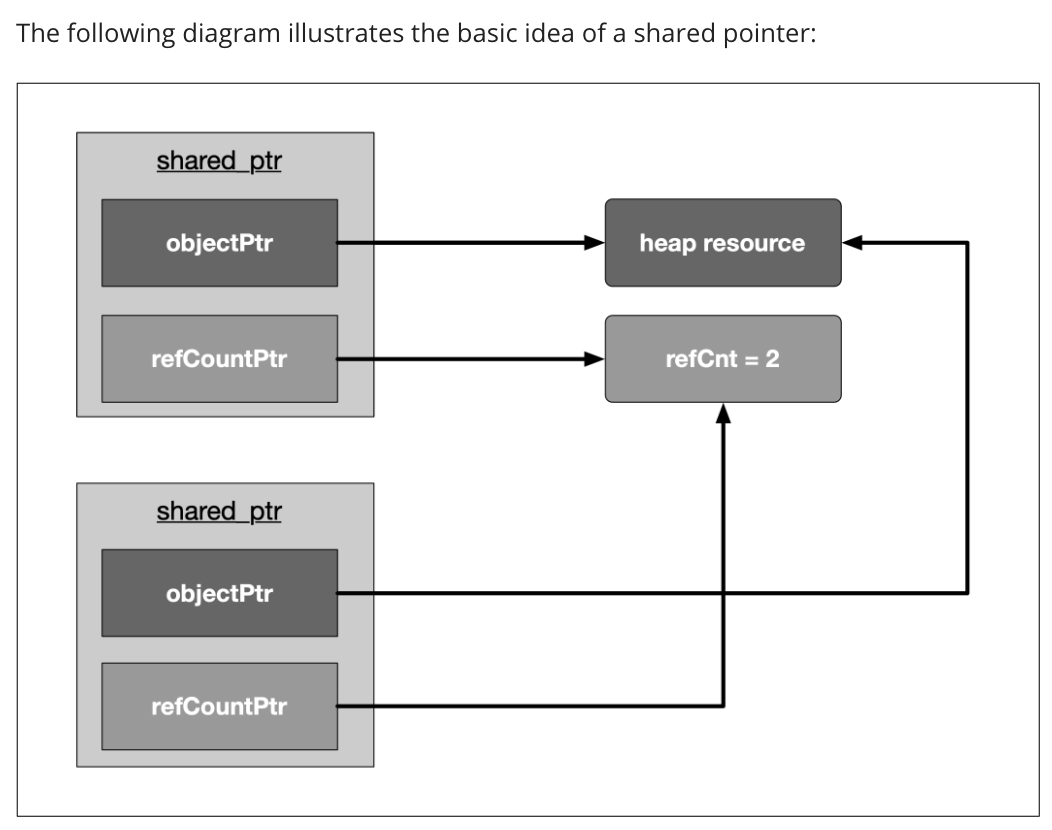 The following diagram illustrates the basic idea of a shared pointer:
shared_ptr
objectPtr
heap resource
refCountPtr
refCnt = 2
shared_ptr
objectPtr
refCountPtr